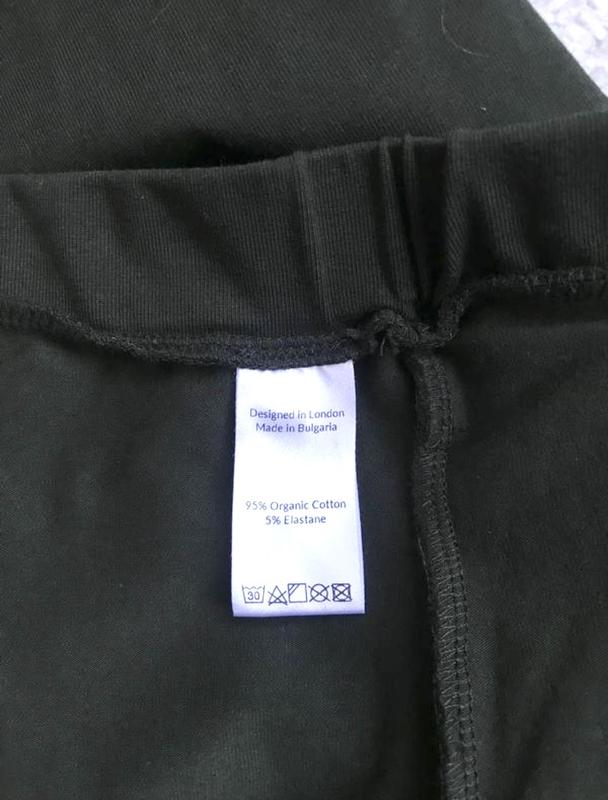 Designed in London
Made in Bulgaria
95% Organic Cotton
5% Elastane
30